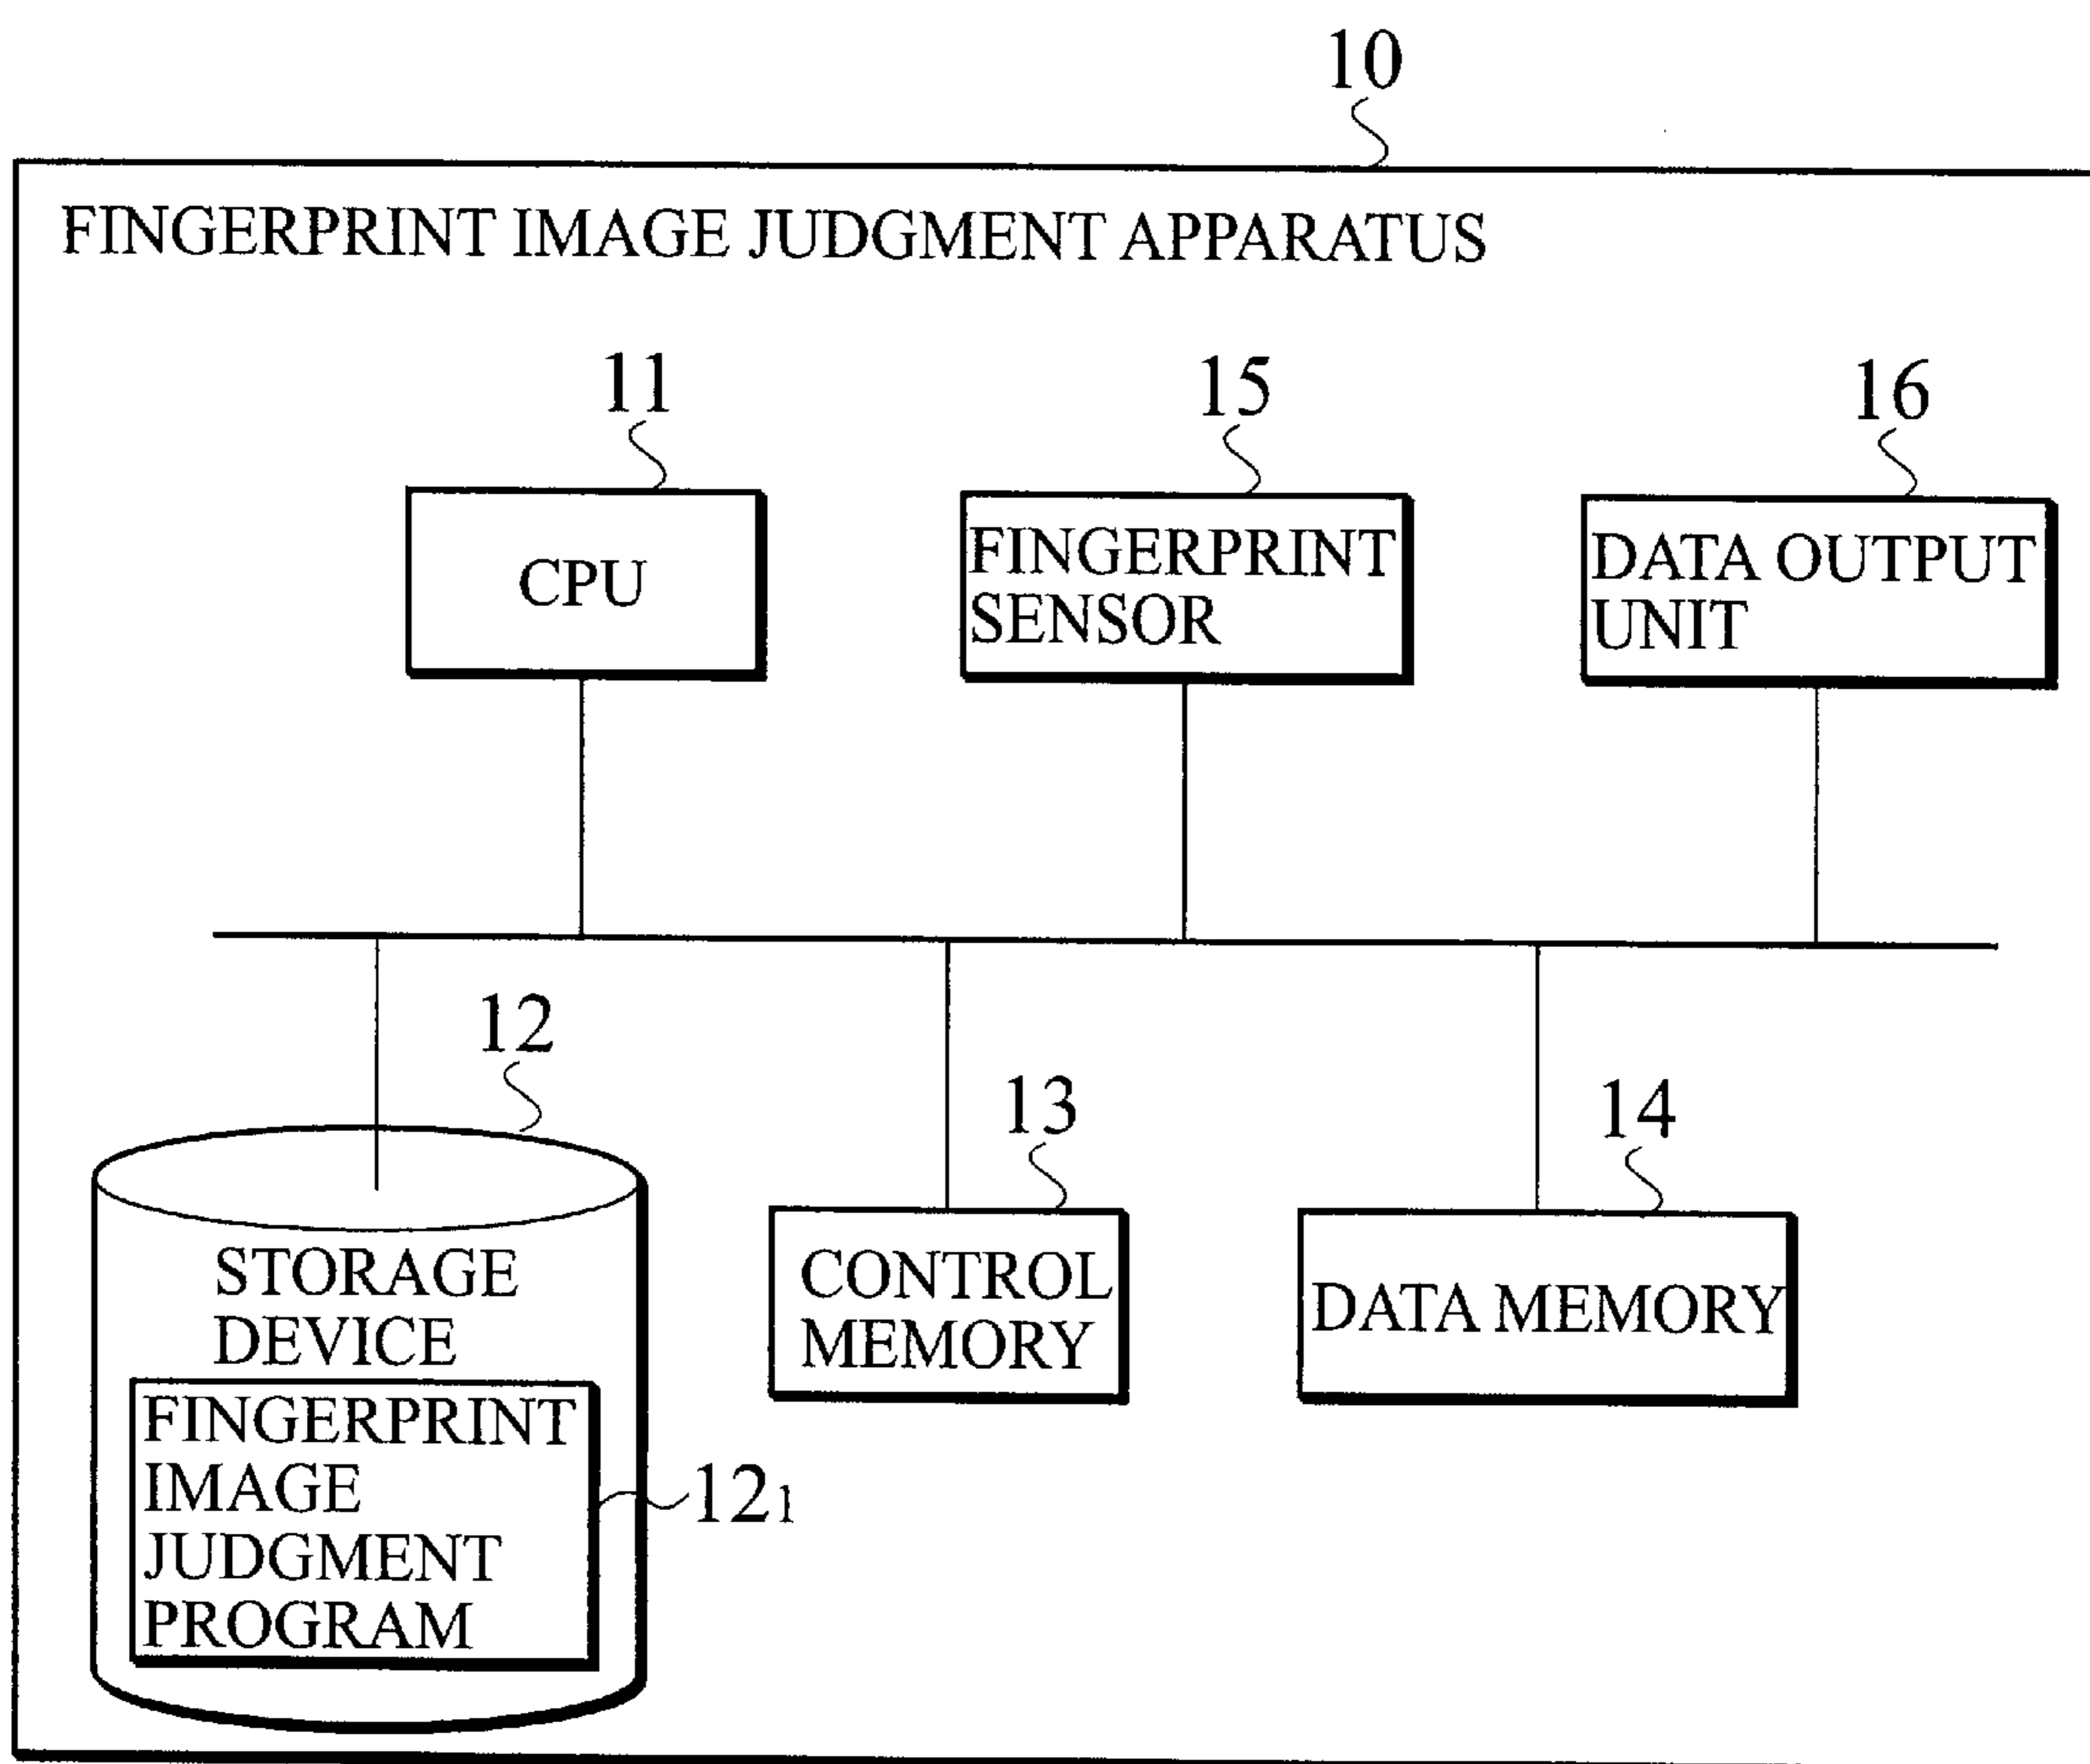 10
FINGERPRINT IMAGE JUDGMENT APPARATUS
11
15
16
CPU
FINGERPRINT
SENSOR
DATA OUTPUT
UNIT
12
13
14
STORAGE
DEVICE
CONTROL
MEMORY
DATA MEMORY
FINGERPRINT
IMAGE
JUDGMENT
PROGRAM
12₁